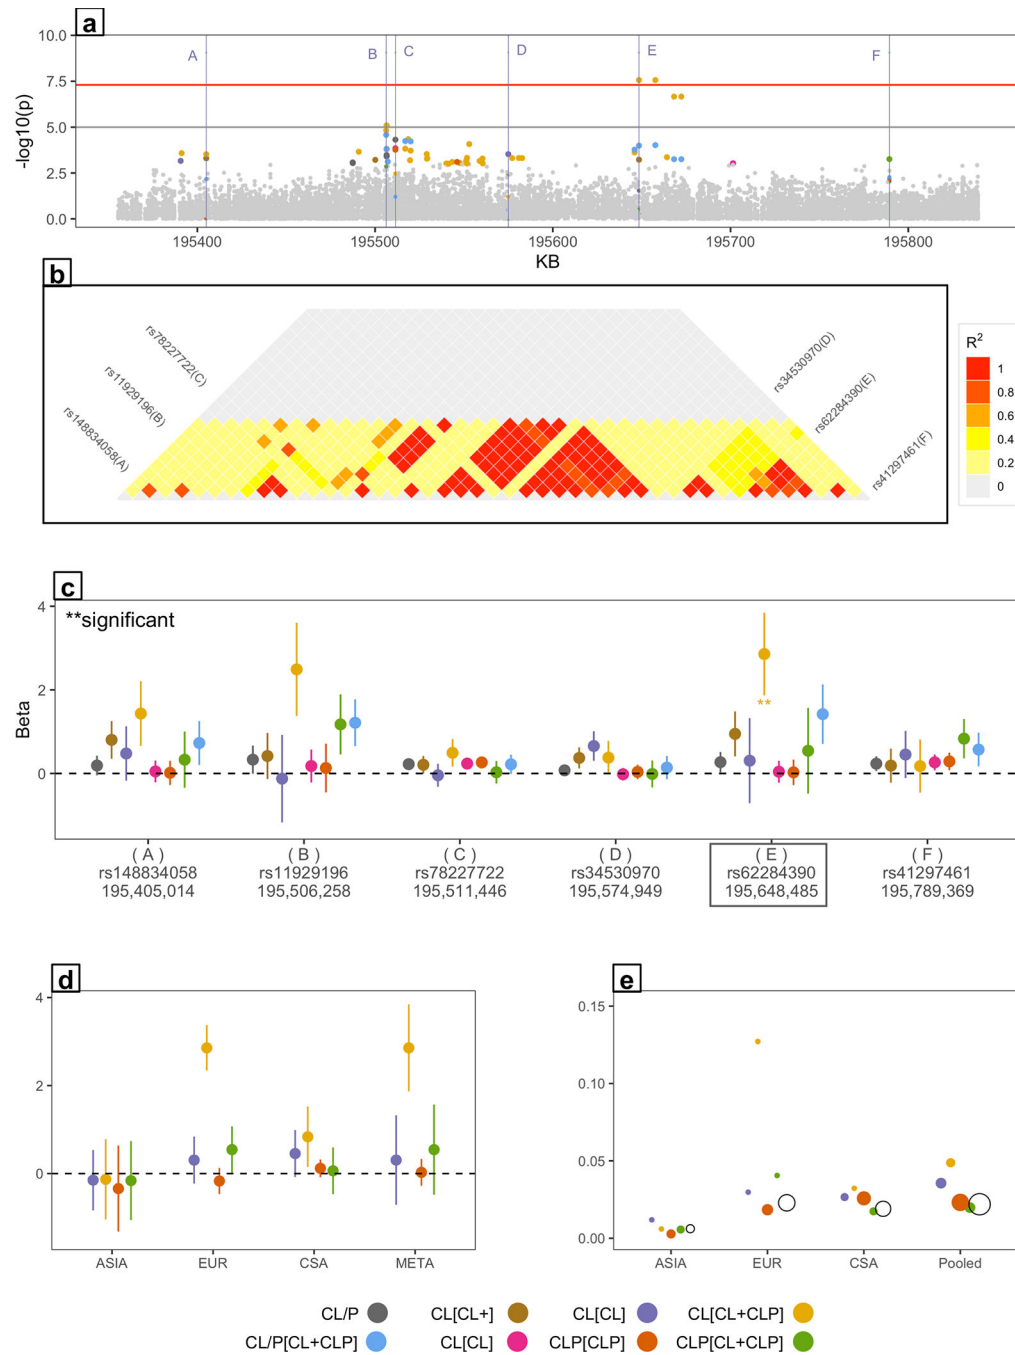 a
10.0
7.5
5.0
2.5
0.0
-log10(p)
A
B
C
D
E
F
195400
195500
195600
195700
195800
KB
b
rs78227722(C)
rs11929196(B)
rs148834058(A)
rs34530970(D)
rs62284390(E)
rs41297461(F)
R2
1
0.8
0.6
0.4
0.2
0
c
**significant
4
2
0
Beta
**
( A )
rs148834058
195,405,014
( B )
rs11929196
195,506,258
( C )
rs78227722
195,511,446
( D )
rs34530970
195,574,949
( E )
rs62284390
195,648,485
( F )
rs41297461
195,789,369
d
4
2
0
ASIA
EUR
CSA
META
e
0.15
0.10
0.05
0.00
ASIA
EUR
CSA
Pooled
CL/P
CL[CL+]
CL[CL]
CL[CL+CLP]
CL/P[CL+CLP]
CL[CL]
CLP[CLP]
CLP[CL+CLP]